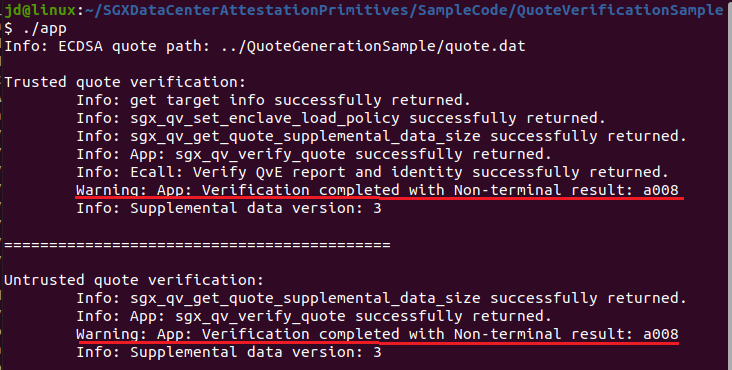 jd@linux:~/SGXDataCenterAttestationPrimitives/SampleCode/QuoteVerificationSample
$ ./app
Info: ECDSA quote path: ../QuoteGenerationSample/quote.dat
Trusted quote verification:
Info: get target info successfully returned.
Info: sgx_qv_set_enclave_load_policy successfully returned.
Info: sgx_qv_get_quote_supplemental_data_size successfully returned.
Info: App: sgx_qv_verify_quote successfully returned.
Info: Ecall: Verify QvE report and identity successfully returned.
Warning: App: Verification completed with Non-terminal result: a008
Info: Supplemental data version: 3
===========================================
Untrusted quote verification:
Info: sgx_qv_get_quote_supplemental_data_size successfully returned.
Info: App: sgx_qv_verify_quote successfully returned.
Warning: App: Verification completed with Non-terminal result: a008
Info: Supplemental data version: 3